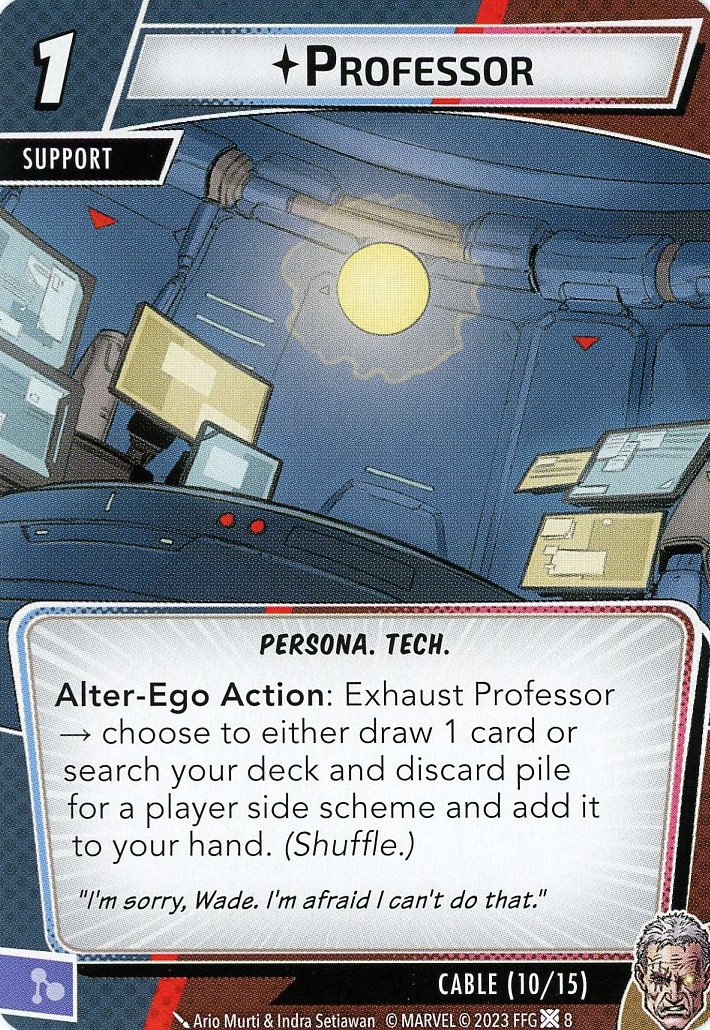 1
PROFESSOR
SUPPORT
PERSONA. TECH.
Alter-Ego Action: Exhaust Professor
→ choose to either draw 1 card or
search your deck and discard pile
for a player side scheme and add it
to your hand. (Shuffle.)
"I'm sorry, Wade. I'm afraid I can't do that."
CABLE (10/15)
Ario Murti & Indra Setiawan © MARVEL © 2023 FFG 8